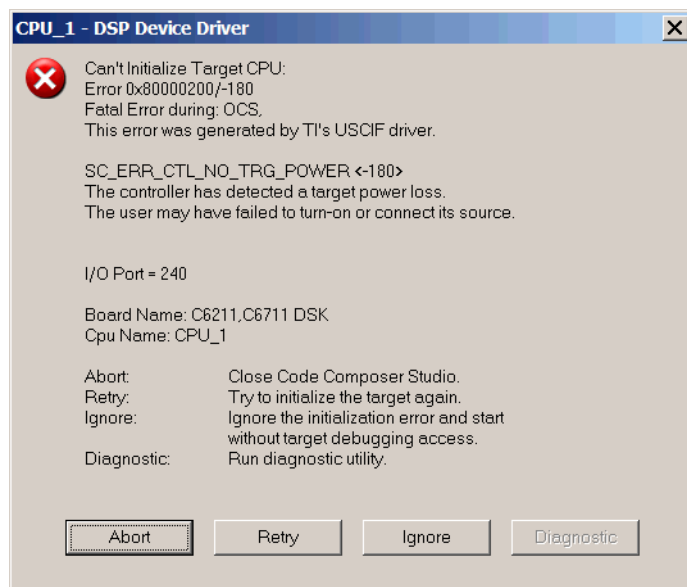 CPU_1 - DSP Device Driver
Can't Initialize Target CPU:
Error 0x80000200/-180
Fatal Error during: OCS,
This error was generated by TI's USCIF driver.
SC_ERR_CTL_NO_TRG_POWER <-180>
The controller has detected a target power loss.
The user may have failed to turn-on or connect its source.
I/O Port = 240
Board Name: C6211,C6711 DSK
Cpu Name: CPU_1
Abort: Close Code Composer Studio.
Retry: Try to initialize the target again.
Ignore: Ignore the initialization error and start
without target debugging access.
Diagnostic: Run diagnostic utility.
Abort Retry Ignore Diagnostic